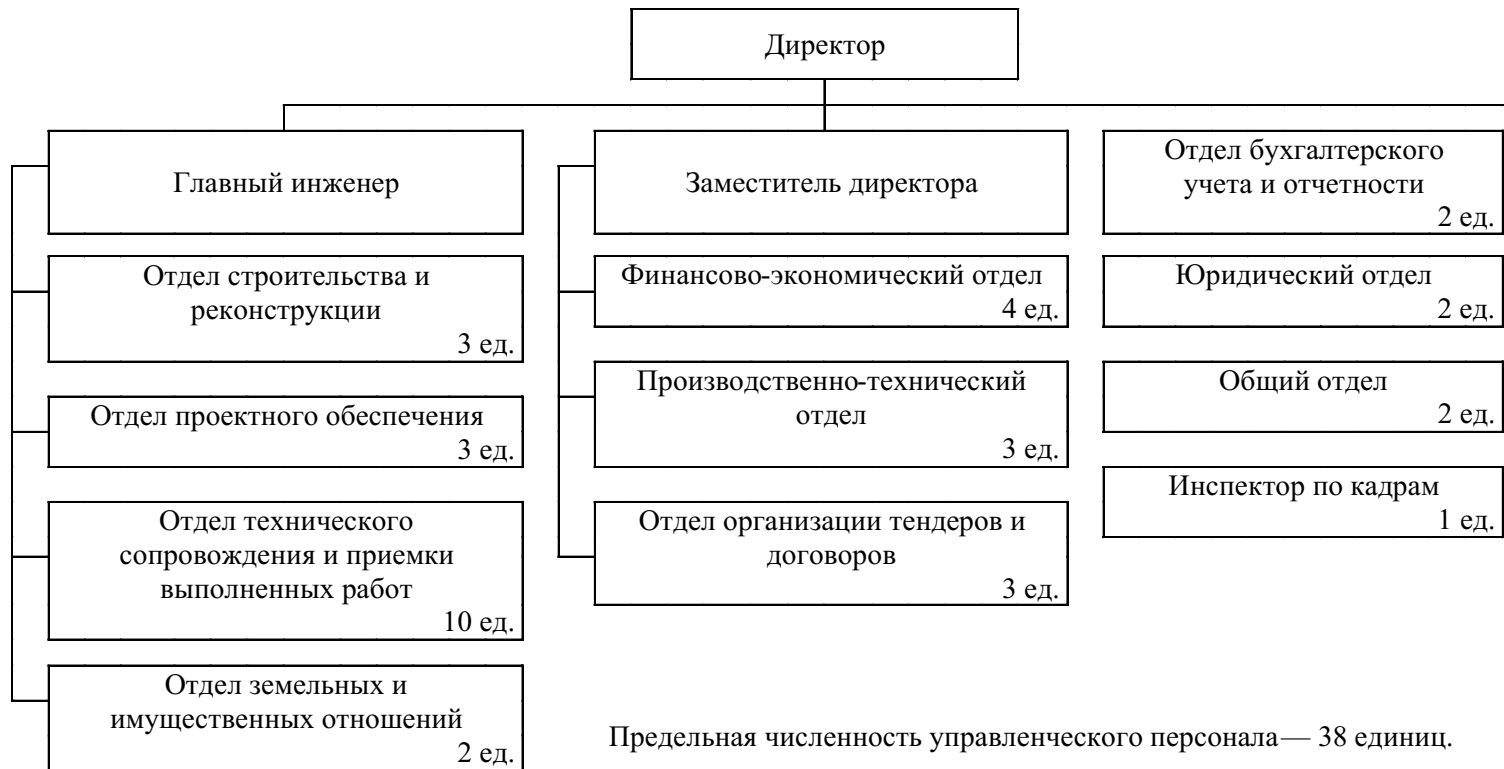 Директор
Главный инженер
Отдел строительства и
реконструкции
3 ед.
Отдел проектного обеспечения
3 ед.
Отдел технического
сопровождения и приемки
выполненных работ
10 ед.
Отдел земельных и
имущественных отношений
2 ед.
Заместитель директора
Финансово-экономический отдел
4 ед.
Производственно-технический
отдел
3 ед.
Отдел организации тендеров и
договоров
3 ед.
Отдел бухгалтерского
учета и отчетности
2 ед.
Юридический отдел
2 ед.
Общий отдел
2 ед.
Инспектор по кадрам
1 ед.
Предельная численность управленческого персонала— 38 единиц.